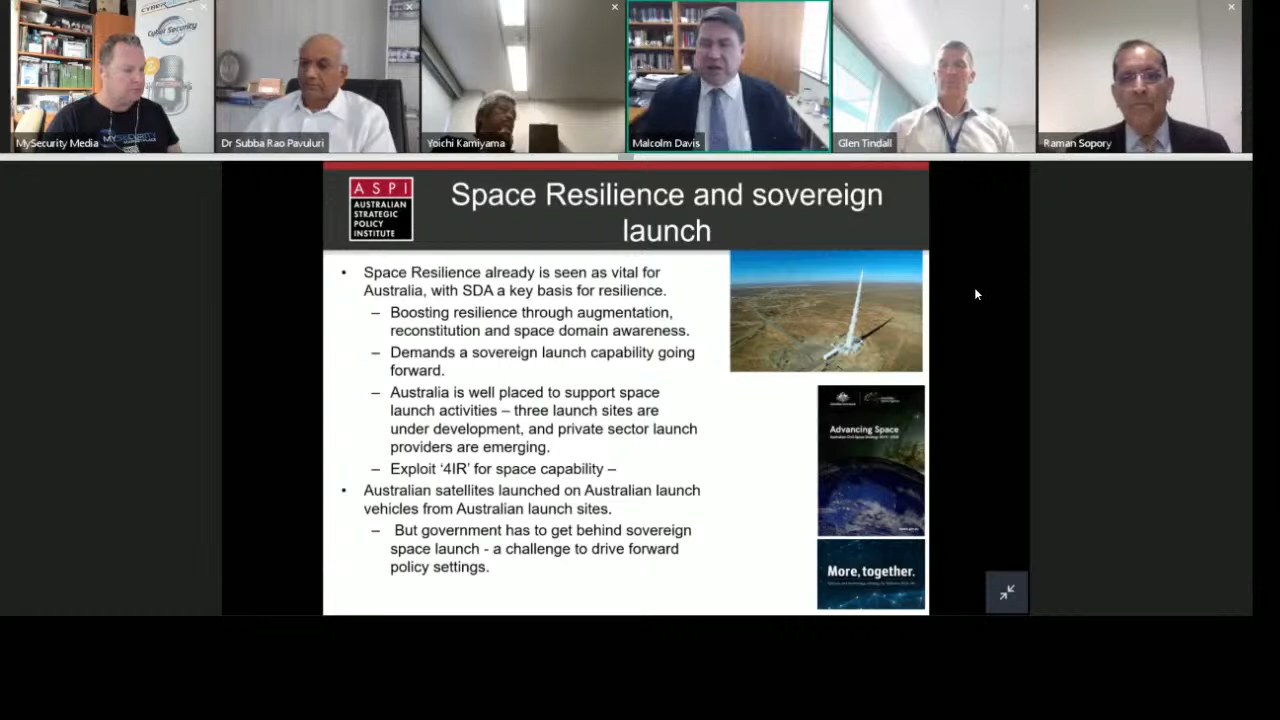 Cyber Security
MySecurity Media
Dr Subba Rao Pavuluri
Yoichi Kamiyama
Malcolm Davis
Glen Tindall
Raman Sopory
ASPI
AUSTRALIAN
STRATEGIC
POLICY
INSTITUTE
Space Resilience and sovereign
launch
• Space Resilience already is seen as vital for
Australia, with SDA a key basis for resilience.
– Boosting resilience through augmentation,
reconstitution and space domain awareness.
– Demands a sovereign launch capability going
forward.
– Australia is well placed to support space
launch activities – three launch sites are
under development, and private sector launch
providers are emerging.
– Exploit ‘4IR’ for space capability –
• Australian satellites launched on Australian launch
vehicles from Australian launch sites.
– But government has to get behind sovereign
space launch - a challenge to drive forward
policy settings.
Advancing Space
More, together.